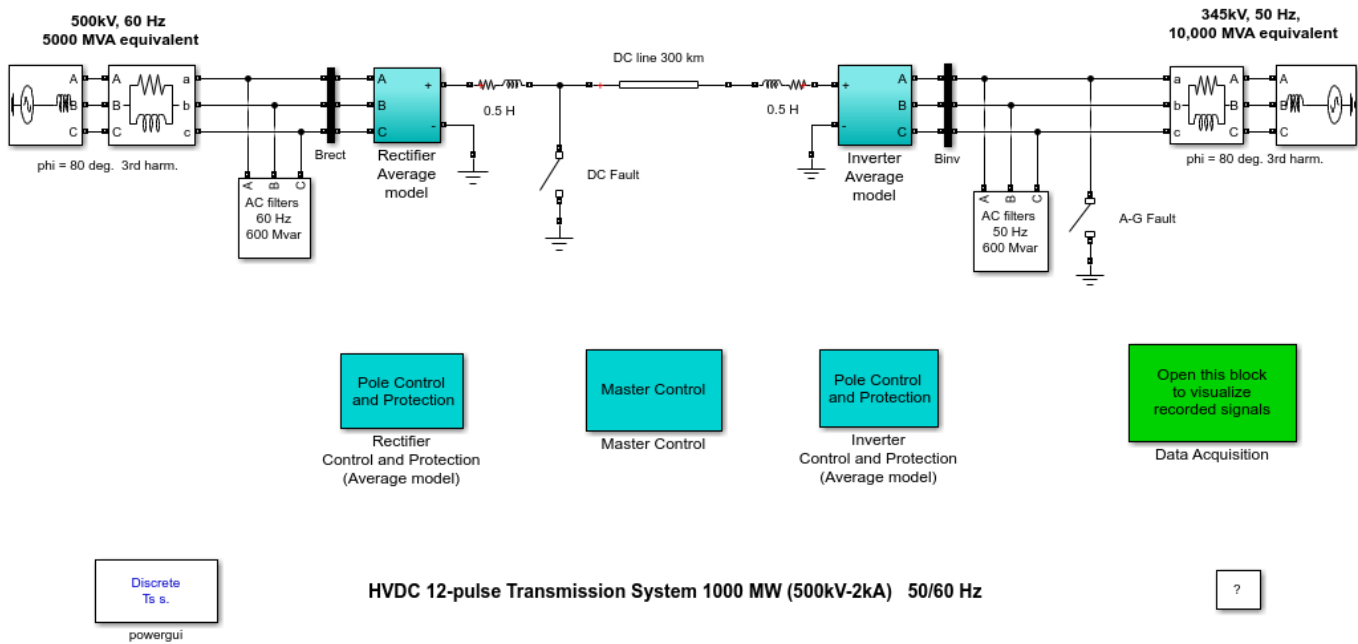 500kV, 60 Hz
5000 MVA equivalent
345kV, 50 Hz,
10,000 MVA equivalent
A
B
C
A
B
C
a
b
c
phi = 80 deg. 3rd harm.
A
B
C
AC filters
60 Hz
600 Mvar
Brect
A
B
C
+
-
Rectifier
Average
model
0.5 H
DC Fault
DC line 300 km
0.5 H
+
-
A
B
C
Inverter
Average
model
Binv
A
B
C
AC filters
50 Hz
600 Mvar
A-G Fault
a
b
c
A
B
C
A
B
C
phi = 80 deg. 3rd harm.
Pole Control
and Protection
Rectifier
Control and Protection
(Average model)
Master Control
Master Control
Pole Control
and Protection
Inverter
Control and Protection
(Average model)
Open this block
to visualize
recorded signals
Data Acquisition
Discrete
Ts s.
powergui
HVDC 12-pulse Transmission System 1000 MW (500kV-2kA) 50/60 Hz
?